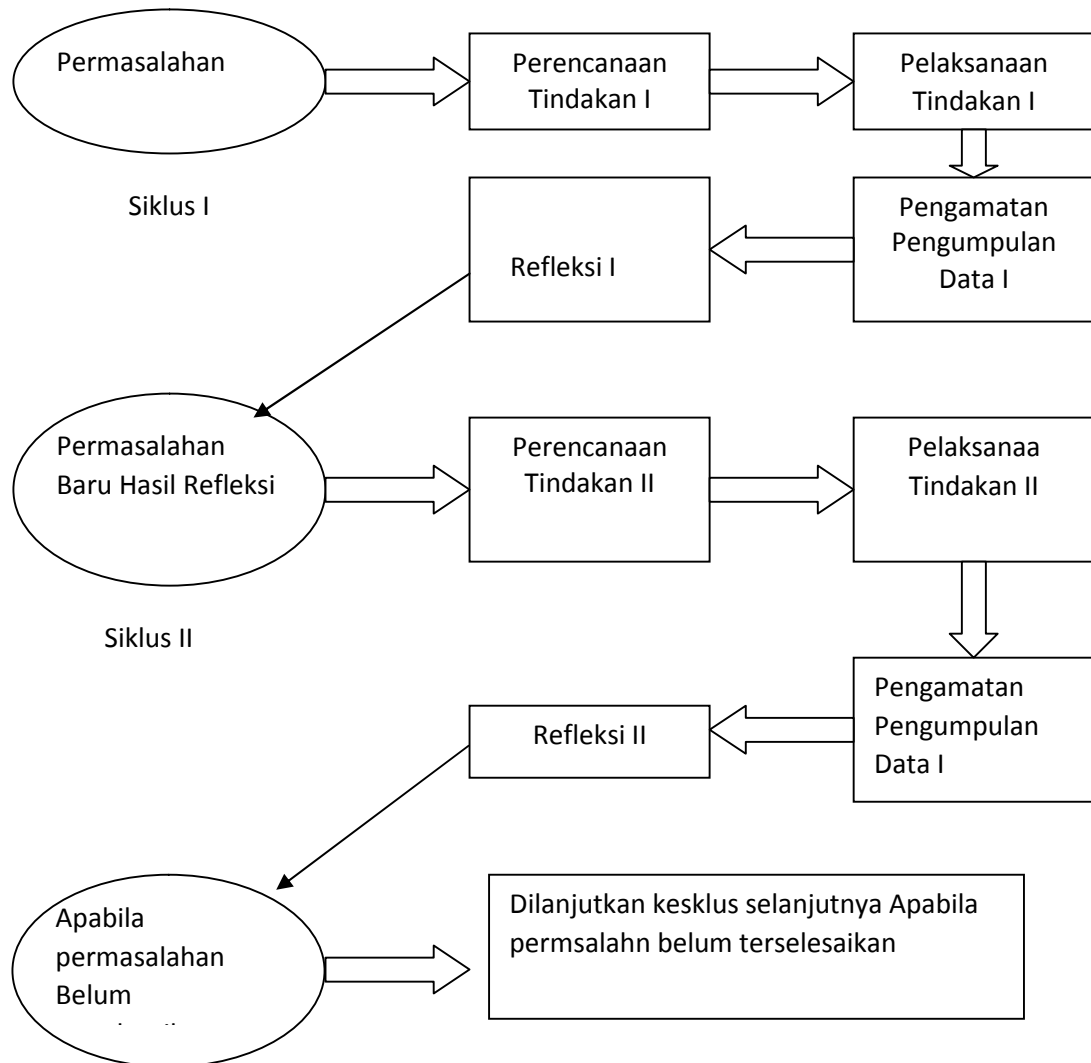 Permasalahan
Perencanaan
Tindakan I
Pelaksanaan
Tindakan I
Siklus I
Refleksi I
Pengamatan
Pengumpulan
Data I
Permasalahan
Baru Hasil Refleksi
Perencanaan
Tindakan II
Pelaksanaa
Tindakan II
Siklus II
Refleksi II
Pengamatan
Pengumpulan
Data I
Apabila
permasalahan
Belum
Dilanjutkan kesklus selanjutnya Apabila
permsalahn belum terselesaikan